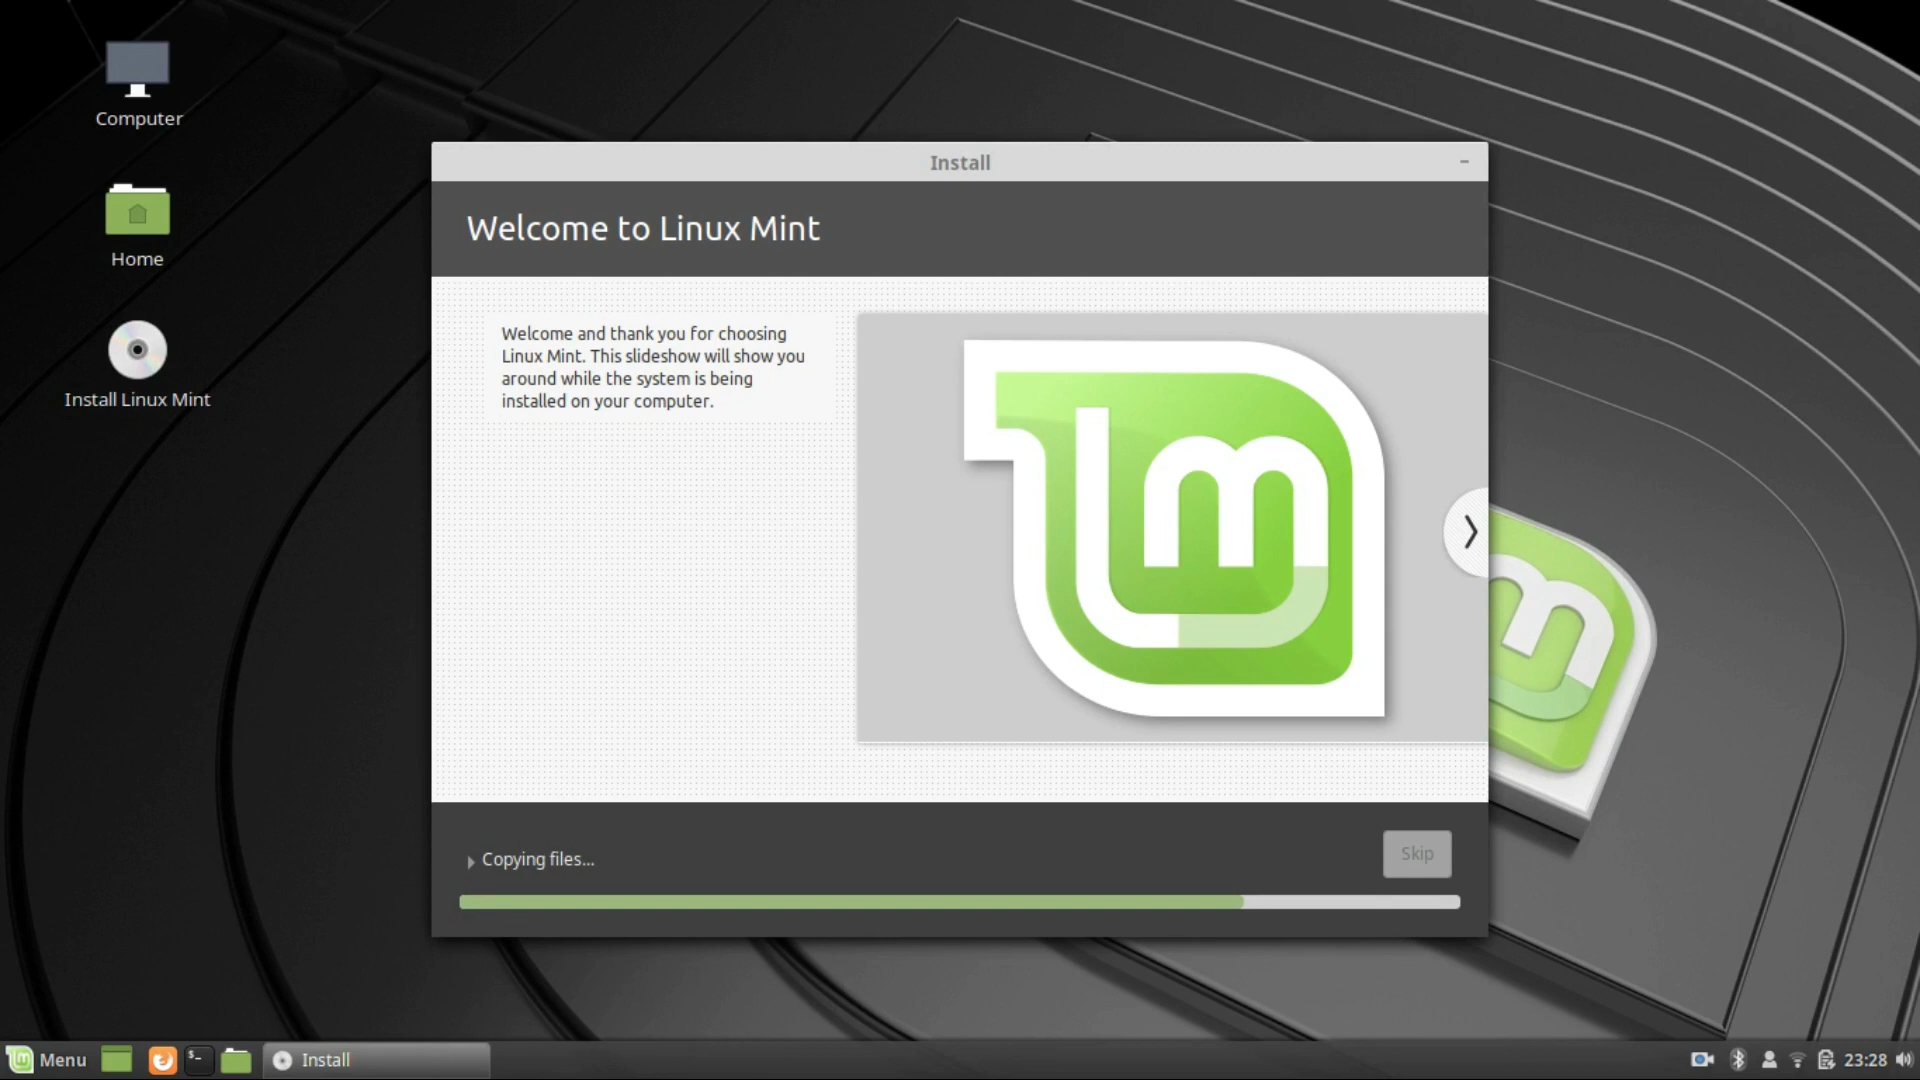 Computer
Home
Install Linux Mint
Install
Welcome to Linux Mint
Welcome and thank you for choosing
Linux Mint. This slideshow will show you
around while the system is being
installed on your computer.
Copying files...
Skip
Menu
$-
Install
23:28